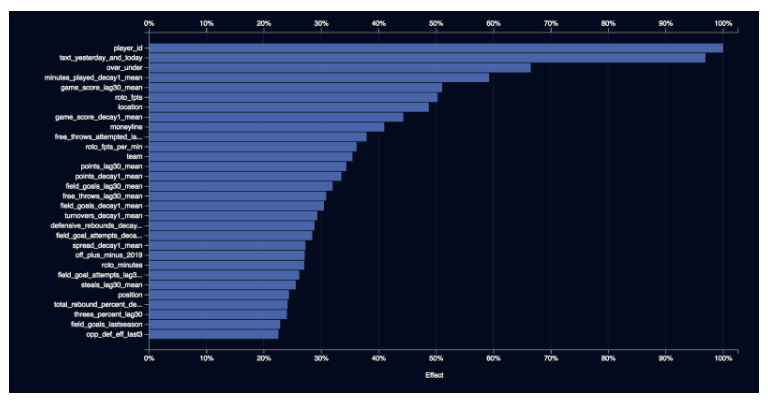 0% 10% 20% 30% 40% 50% 60% 70% 80% 90% 100%
player_id
text_yesterday_and_today
over_under
minutes_played_decay1_mean
game_score_lag30_mean
roto_fpts
location
game_score_decay1_mean
moneyline
free_throws_attempted_la...
roto_fpts_per_min
team
points_lag30_mean
points_decay1_mean
field_goals_lag30_mean
free_throws_lag30_mean
field_goals_decay1_mean
turnovers_decay1_mean
defensive_rebounds_decay...
field_goal_attempts_deca...
spread_decay1_mean
off_plus_minus_2019
roto_minutes
field_goal_attempts_lag3...
steals_lag30_mean
position
total_rebound_percent_de...
threes_percent_lag30
field_goals_lastseason
opp_def_eff_last3
0% 10% 20% 30% 40% 50% 60% 70% 80% 90% 100%
Effect